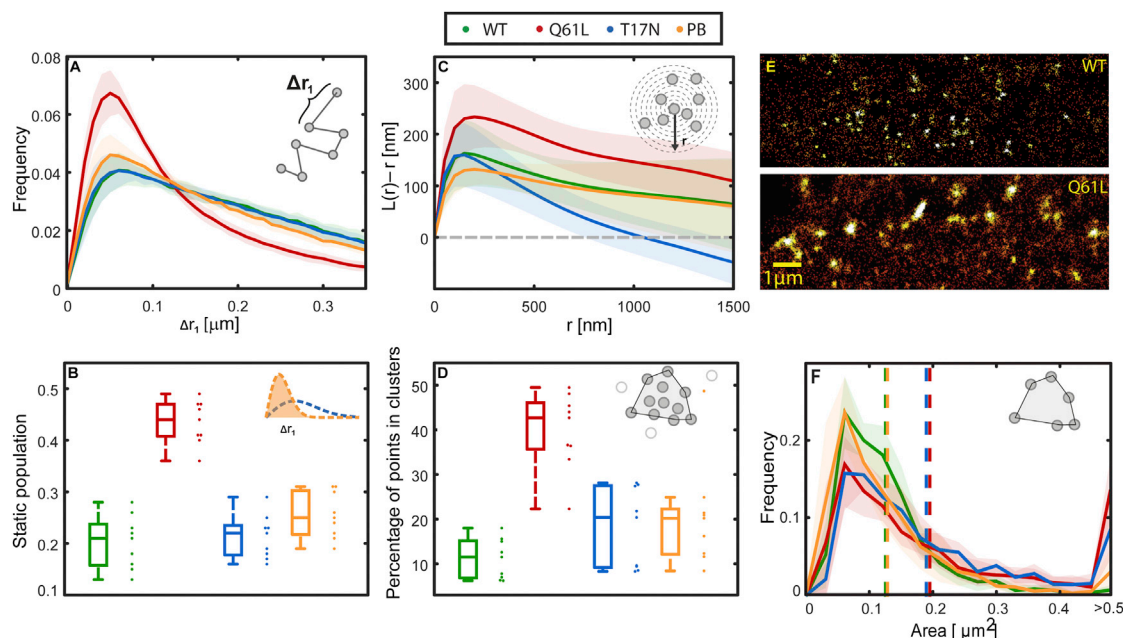 WT Q61L T17N PB
A
Frequency
0.08
0.06
0.04
0.02
0
0 0.1 0.2 0.3
Δr1 [μm]
Δr1
C
L(r)−r [nm]
300
200
100
0
0 500 1000 1500
r [nm]
r
E
WT
Q61L
1μm
B
Static population
0.5
0.4
0.3
0.2
0.1
Δr1
D
Percentage of points in clusters
50
40
30
20
10
F
Frequency
0.2
0.1
0
0 0.1 0.2 0.3 0.4 >0.5
Area [μm²]